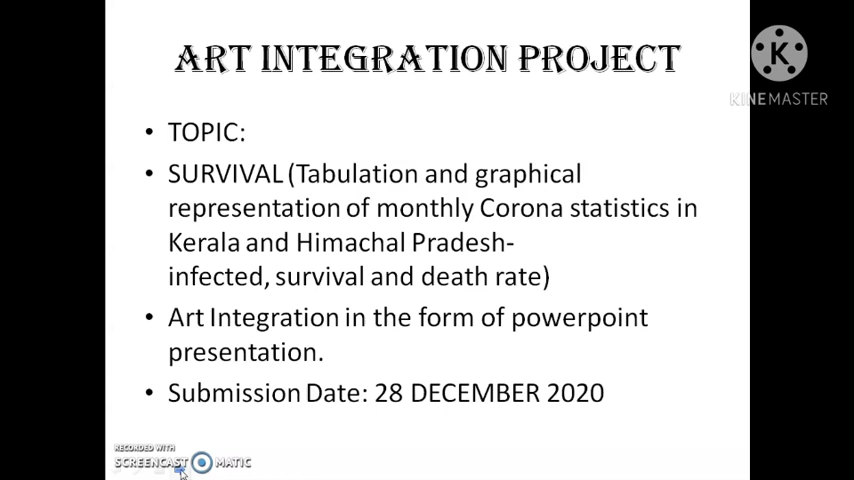 ART INTEGRATION PROJECT
K
KINEMASTER
• TOPIC:
• SURVIVAL (Tabulation and graphical
representation of monthly Corona statistics in
Kerala and Himachal Pradesh-
infected, survival and death rate)
• Art Integration in the form of powerpoint
presentation.
• Submission Date: 28 DECEMBER 2020
RECORDED WITH
SCREENCAST MATIC